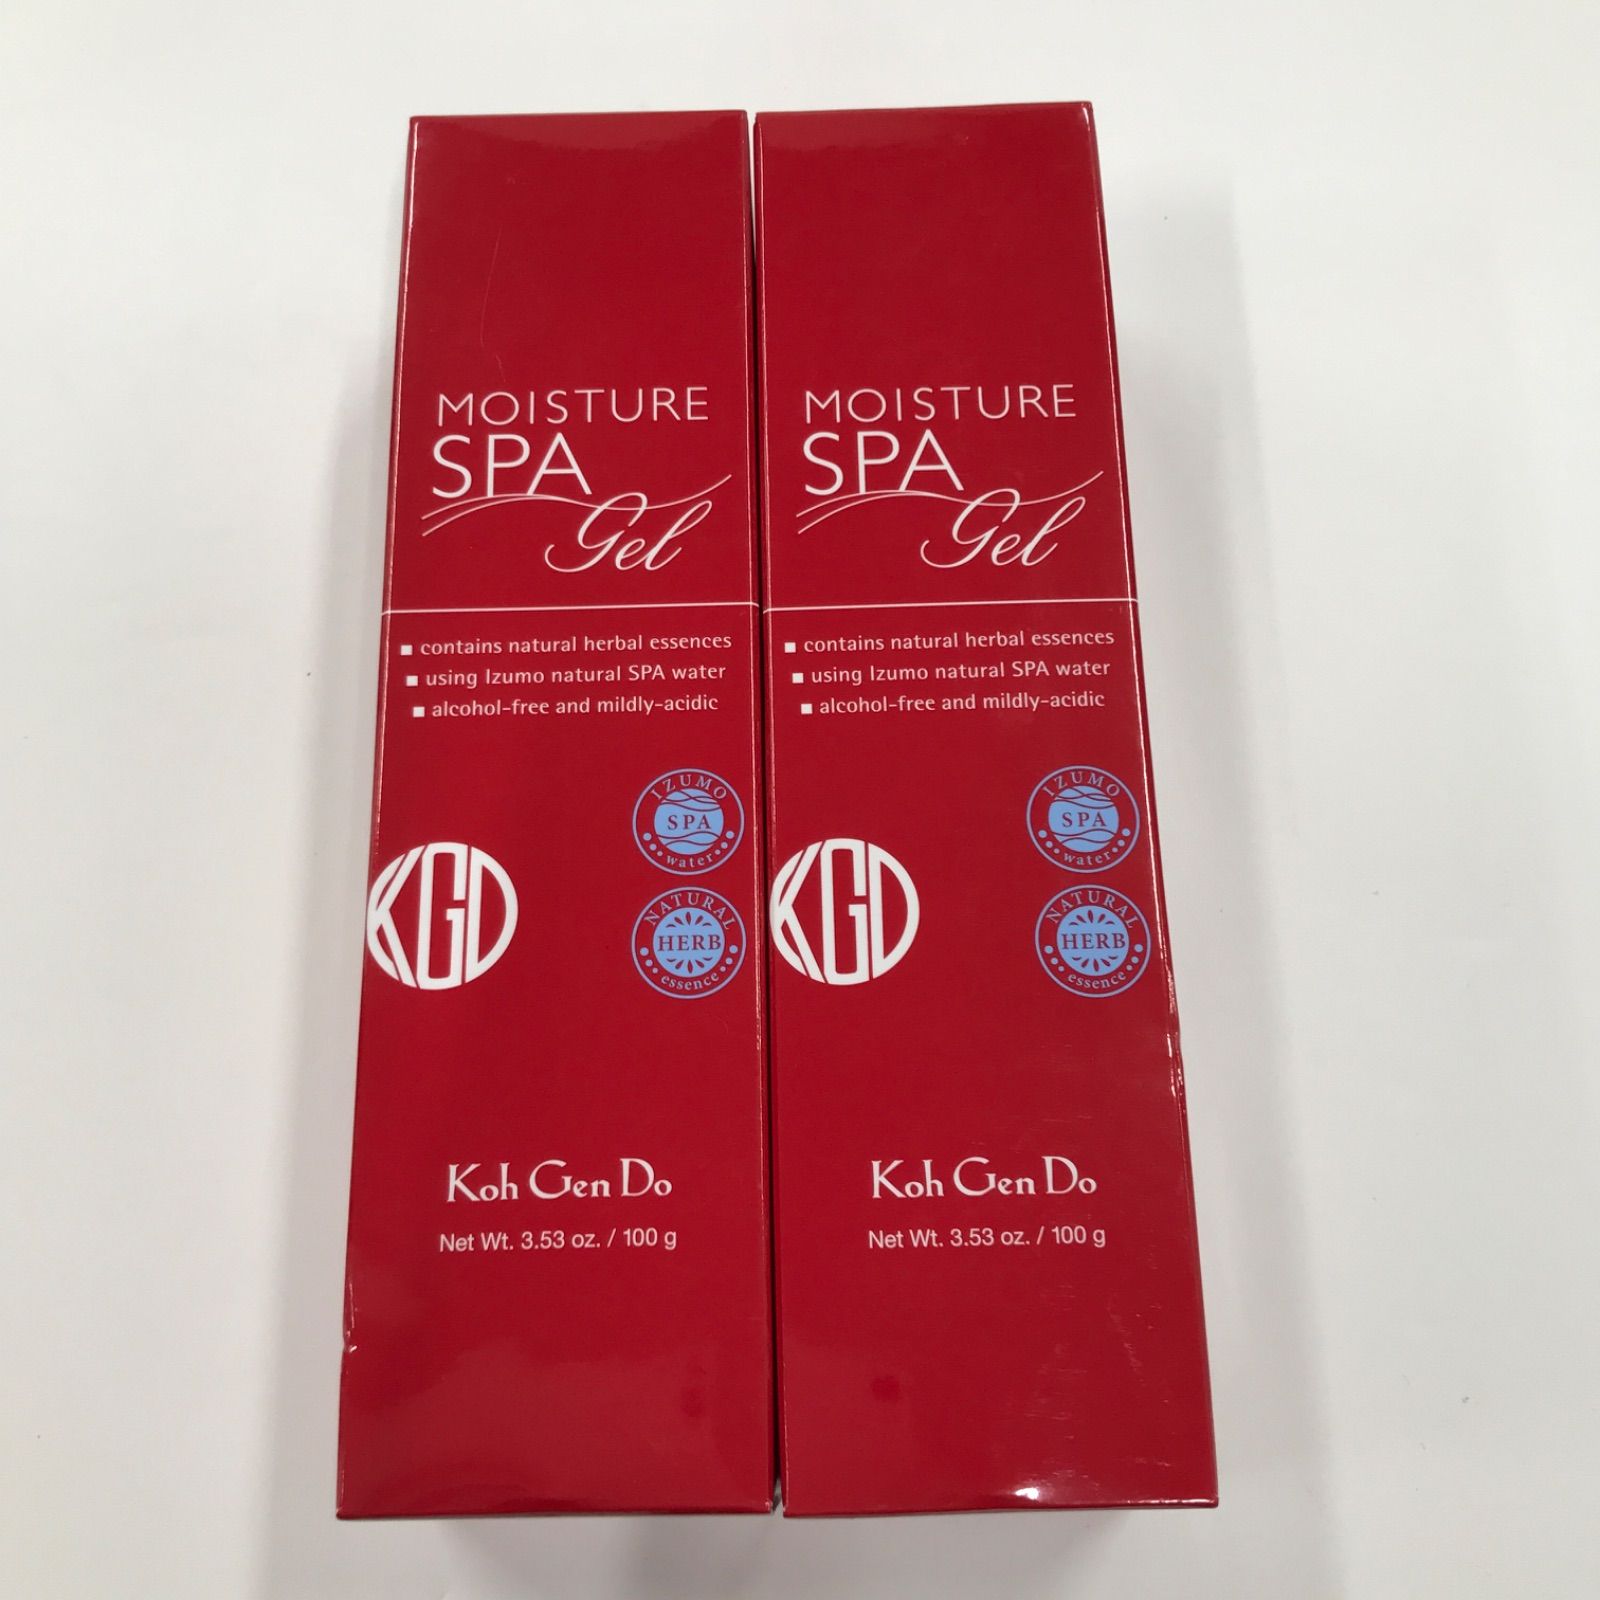 MOISTURE
SPA
Gel
■ contains natural herbal essences
■ using Izumo natural SPA water
■ alcohol-free and mildly-acidic
IZUMO
SPA
water
KGD
NATURAL
HERB
essence
Koh Gen Do
Net Wt. 3.53 oz. / 100 g
MOISTURE
SPA
Gel
■ contains natural herbal essences
■ using Izumo natural SPA water
■ alcohol-free and mildly-acidic
IZUMO
SPA
water
KGD
NATURAL
HERB
essence
Koh Gen Do
Net Wt. 3.53 oz. / 100 g